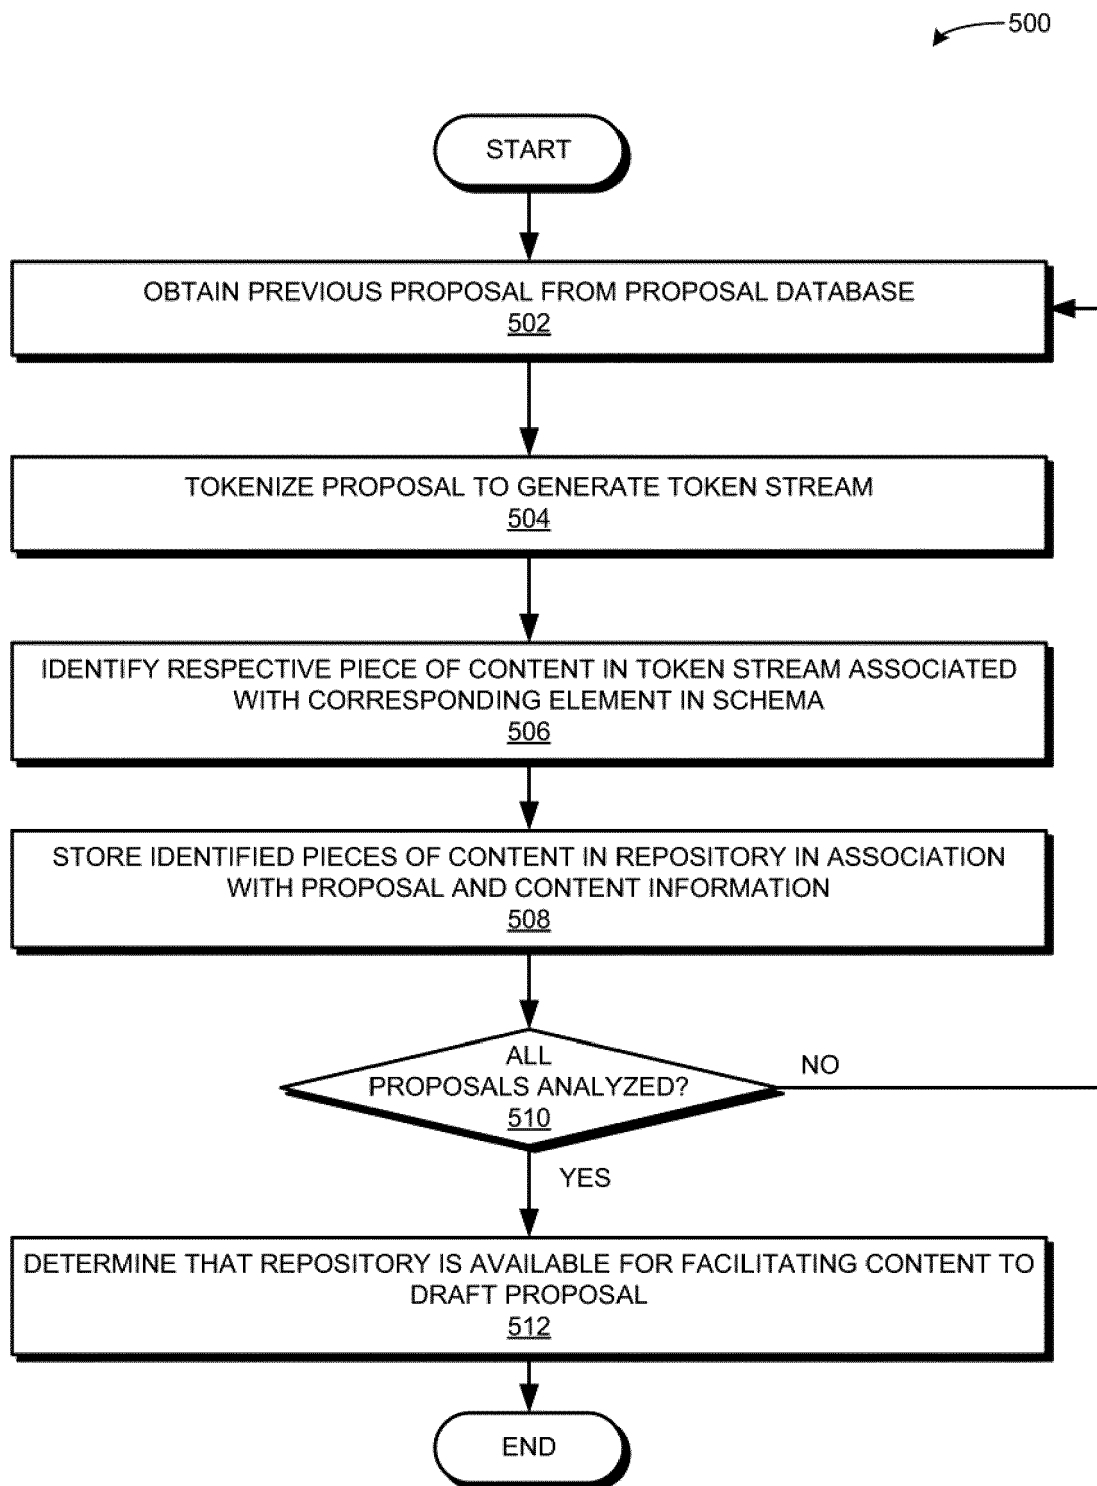 500
START
OBTAIN PREVIOUS PROPOSAL FROM PROPOSAL DATABASE
502
TOKENIZE PROPOSAL TO GENERATE TOKEN STREAM
504
IDENTIFY RESPECTIVE PIECE OF CONTENT IN TOKEN STREAM ASSOCIATED
WITH CORRESPONDING ELEMENT IN SCHEMA
506
STORE IDENTIFIED PIECES OF CONTENT IN REPOSITORY IN ASSOCIATION
WITH PROPOSAL AND CONTENT INFORMATION
508
ALL
PROPOSALS ANALYZED?
510
NO
YES
DETERMINE THAT REPOSITORY IS AVAILABLE FOR FACILITATING CONTENT TO
DRAFT PROPOSAL
512
END